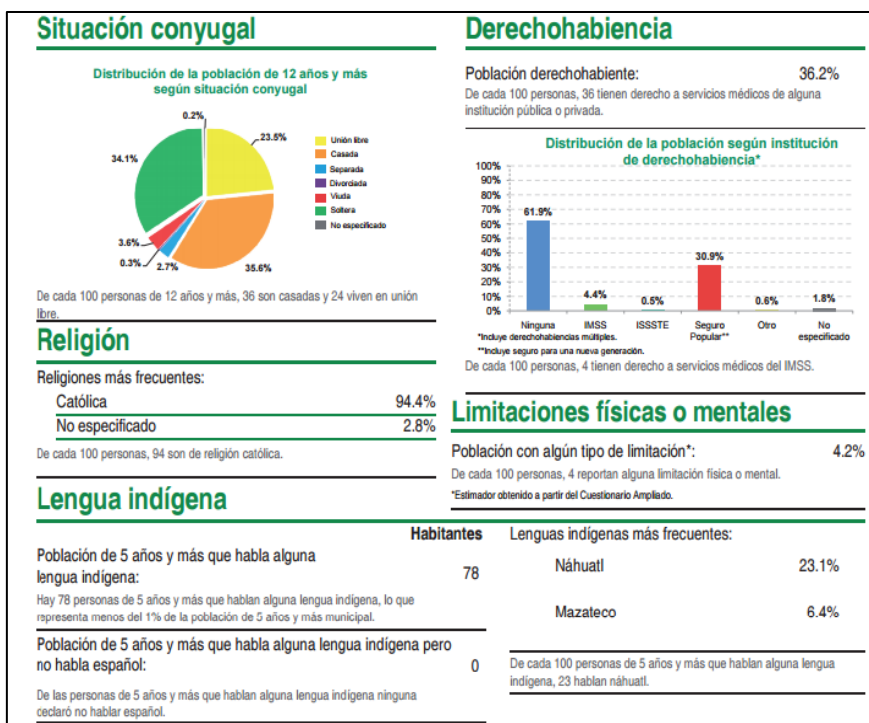 Situación conyugal
Distribución de la población de 12 años y más
según situación conyugal
0.2%
23.5%
34.1%
3.6%
0.3%
2.7%
35.6%
Unión libre
Casada
Separada
Divorciada
Viuda
Soltera
No especificado
De cada 100 personas de 12 años y más, 36 son casadas y 24 viven en unión
libre.
Religión
Religiones más frecuentes:
Católica 94.4%
No especificado 2.8%
De cada 100 personas, 94 son de religión católica.
Derechohabiencia
Población derechohabiente: 36.2%
De cada 100 personas, 36 tienen derecho a servicios médicos de alguna
institución pública o privada.
Distribución de la población según institución
de derechohabiencia*
100%
90%
80%
70%
60%
50%
40%
30%
20%
10%
0%
61.9%
4.4%
0.5%
30.9%
0.6%
1.8%
Ninguna IMSS ISSSTE Seguro Otro No
Popular** especificado
*Incluye derechohabiencias múltiples.
**Incluye seguro para una nueva generación.
De cada 100 personas, 4 tienen derecho a servicios médicos del IMSS.
Limitaciones físicas o mentales
Población con algún tipo de limitación*: 4.2%
De cada 100 personas, 4 reportan alguna limitación física o mental.
*Estimador obtenido a partir del Cuestionario Ampliado.
Lengua indígena
Habitantes
Población de 5 años y más que habla alguna
lengua indígena: 78
Hay 78 personas de 5 años y más que hablan alguna lengua indígena, lo que
representa menos del 1% de la población de 5 años y más municipal.
Población de 5 años y más que habla alguna lengua indígena pero
no habla español: 0
De las personas de 5 años y más que hablan alguna lengua indígena ninguna
ceclaró no hablar español.
Lenguas indígenas más frecuentes:
Náhuatl 23.1%
Mazateco 6.4%
De cada 100 personas de 5 años y más que hablan alguna lengua
indígena, 23 hablan náhuatl.